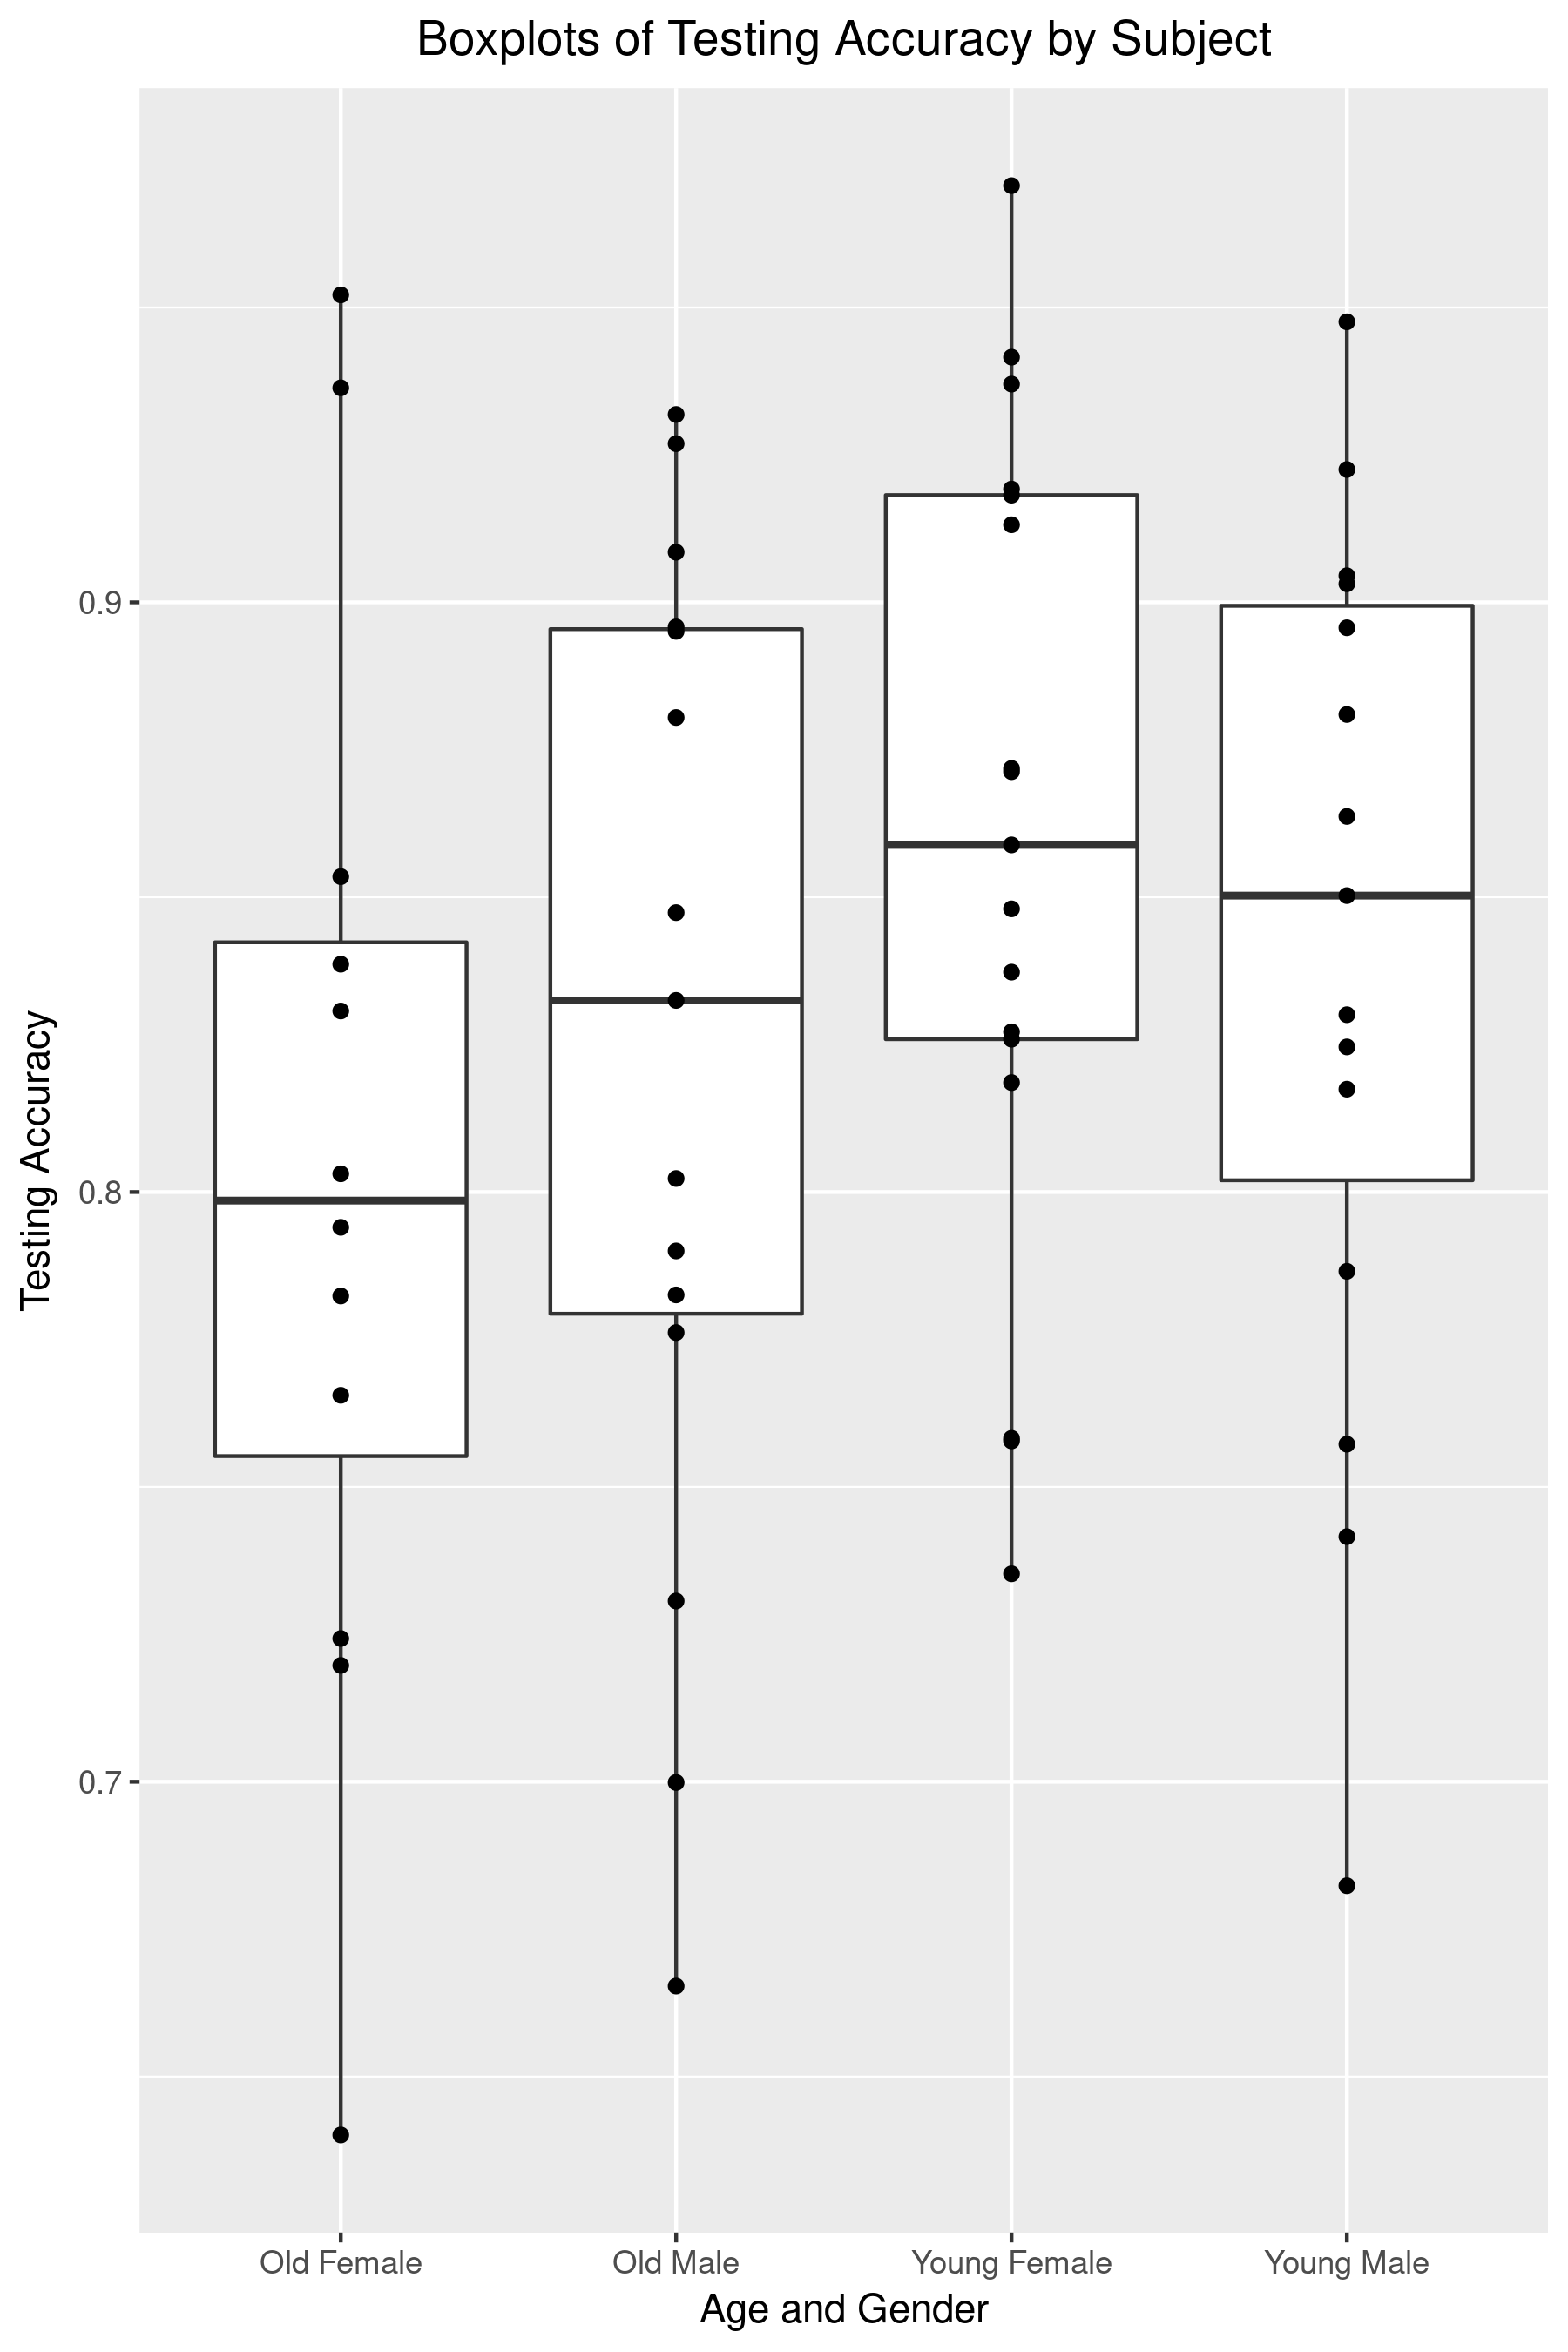 Boxplots of Testing Accuracy by Subject
Testing Accuracy
0.9
0.8
0.7
Old Female
Old Male
Young Female
Young Male
Age and Gender